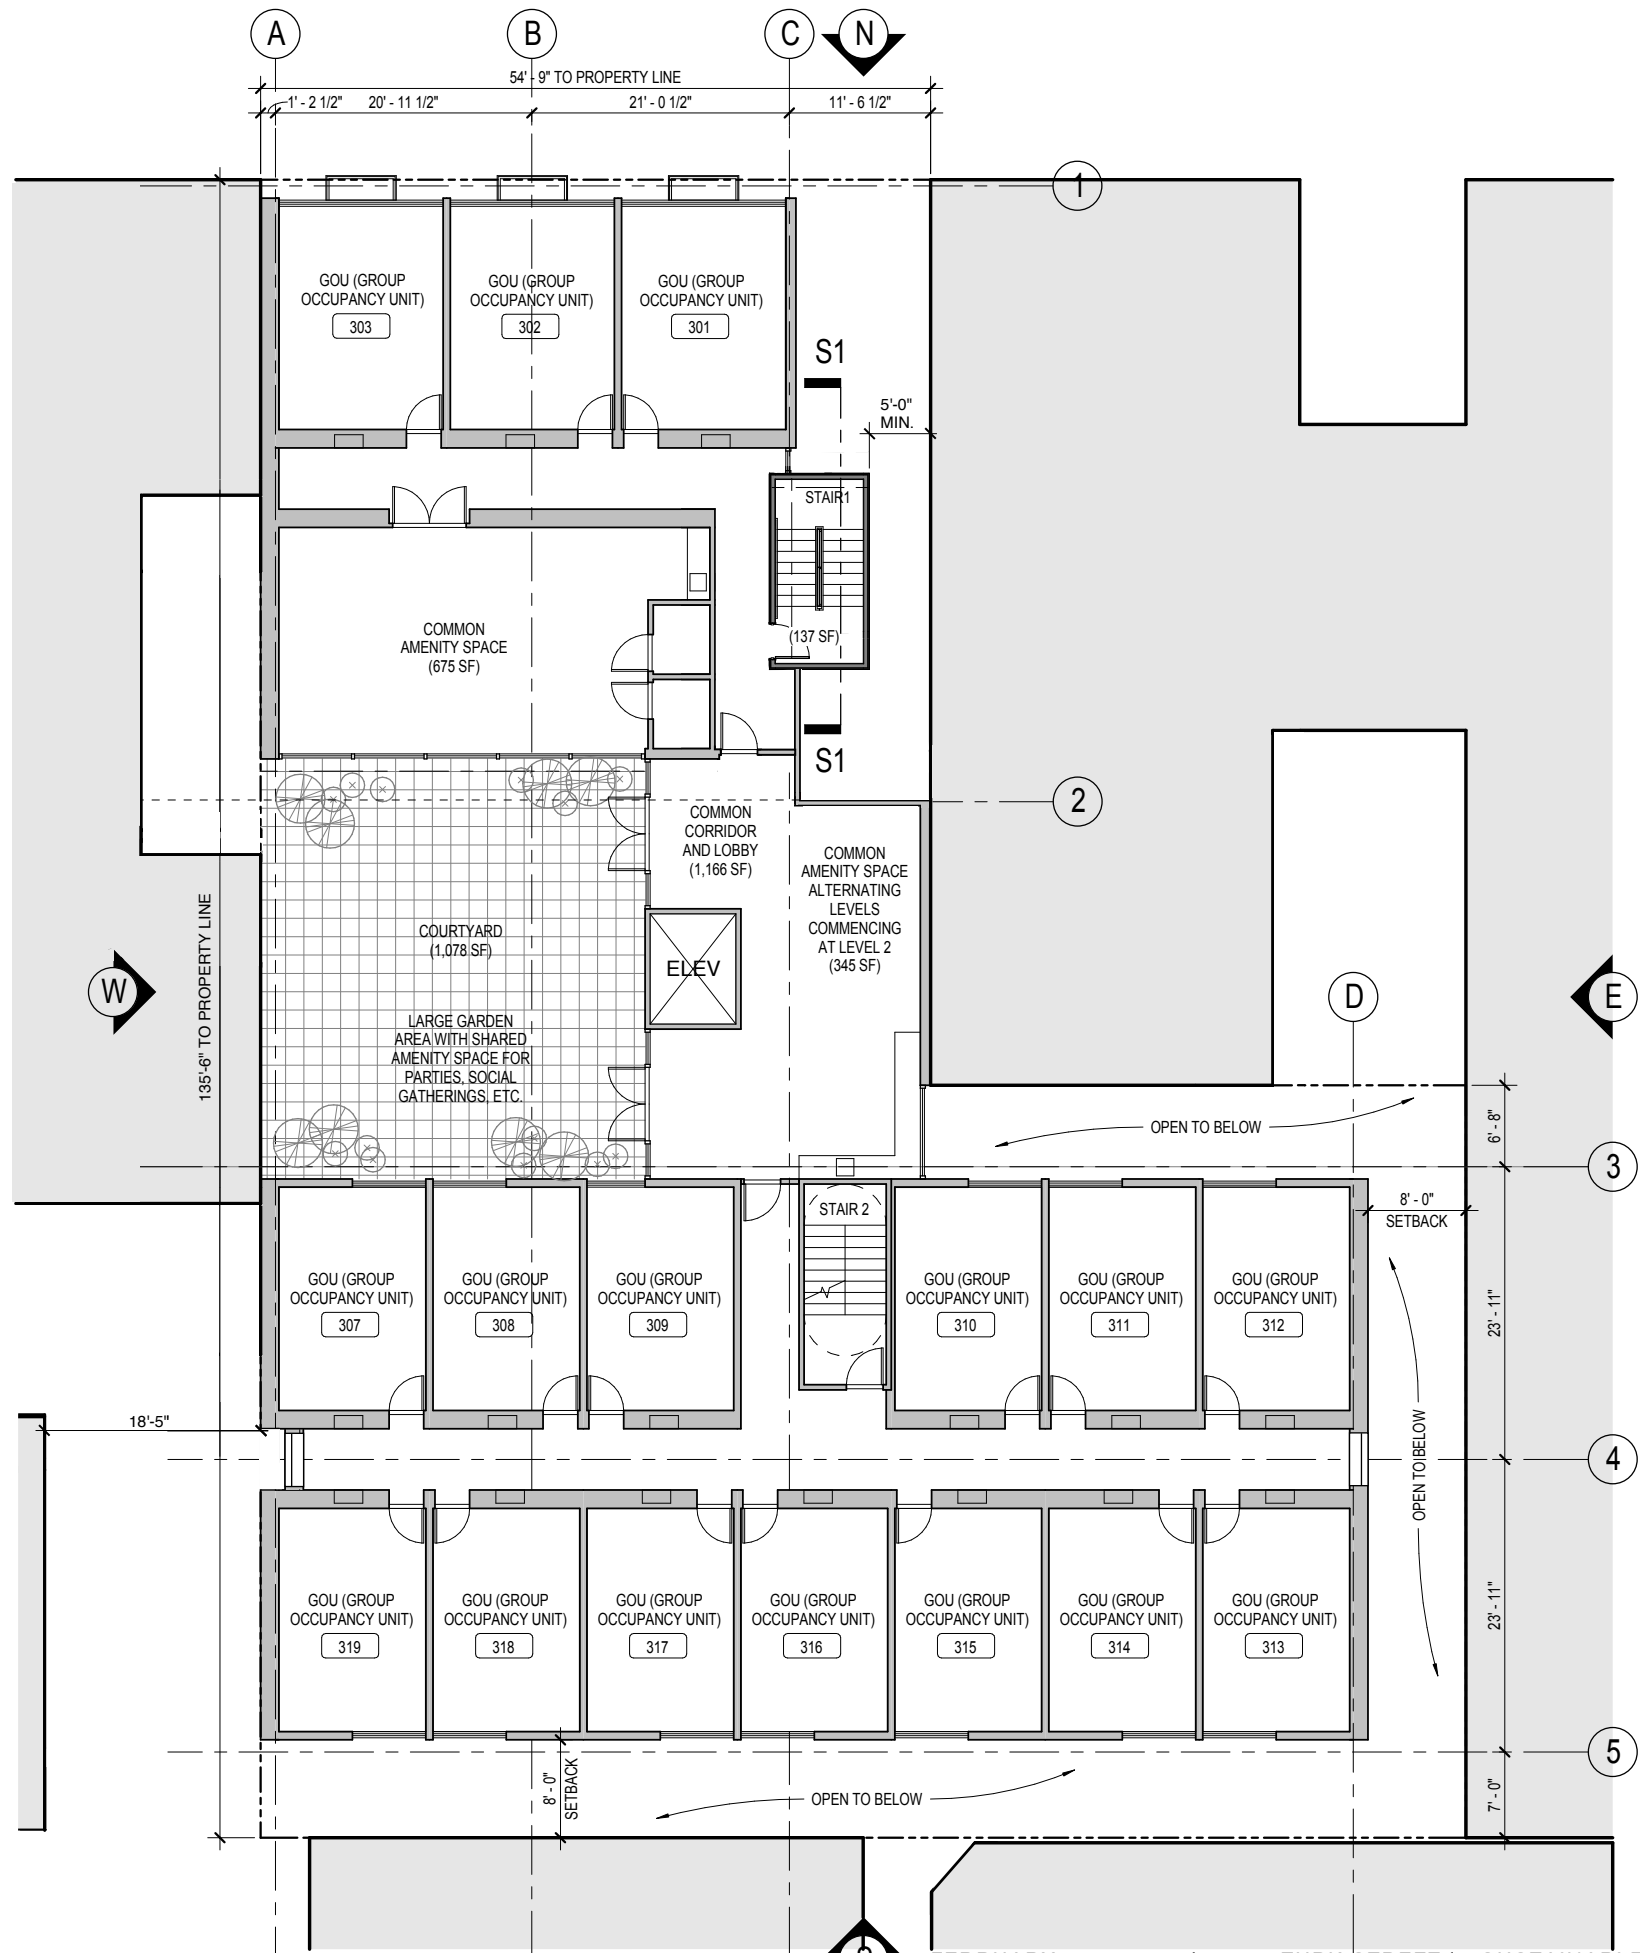 A
B
C
N
54' - 9" TO PROPERTY LINE
1' - 2 1/2"
20' - 11 1/2"
21' - 0 1/2"
11' - 6 1/2"
1
GOU (GROUP
OCCUPANCY UNIT)
303
GOU (GROUP
OCCUPANCY UNIT)
302
GOU (GROUP
OCCUPANCY UNIT)
301
S1
5'-0"
MIN.
STAIR1
(137 SF)
COMMON
AMENITY SPACE
(675 SF)
S1
2
COMMON
CORRIDOR
AND LOBBY
(1,166 SF)
COMMON
AMENITY SPACE
ALTERNATING
LEVELS
COMMENCING
AT LEVEL 2
(345 SF)
COURTYARD
(1,078 SF)
ELEV
LARGE GARDEN
AREA WITH SHARED
AMENITY SPACE FOR
PARTIES, SOCIAL
GATHERINGS, ETC.
135'-6" TO PROPERTY LINE
W
D
E
OPEN TO BELOW
6' - 8"
3
8' - 0"
SETBACK
STAIR 2
GOU (GROUP
OCCUPANCY UNIT)
307
GOU (GROUP
OCCUPANCY UNIT)
308
GOU (GROUP
OCCUPANCY UNIT)
309
GOU (GROUP
OCCUPANCY UNIT)
310
GOU (GROUP
OCCUPANCY UNIT)
311
GOU (GROUP
OCCUPANCY UNIT)
312
23' - 11"
18'-5"
OPEN TO BELOW
4
GOU (GROUP
OCCUPANCY UNIT)
319
GOU (GROUP
OCCUPANCY UNIT)
318
GOU (GROUP
OCCUPANCY UNIT)
317
GOU (GROUP
OCCUPANCY UNIT)
316
GOU (GROUP
OCCUPANCY UNIT)
315
GOU (GROUP
OCCUPANCY UNIT)
314
GOU (GROUP
OCCUPANCY UNIT)
313
23' - 11"
5
8' - 0"
SETBACK
OPEN TO BELOW
7' - 0"